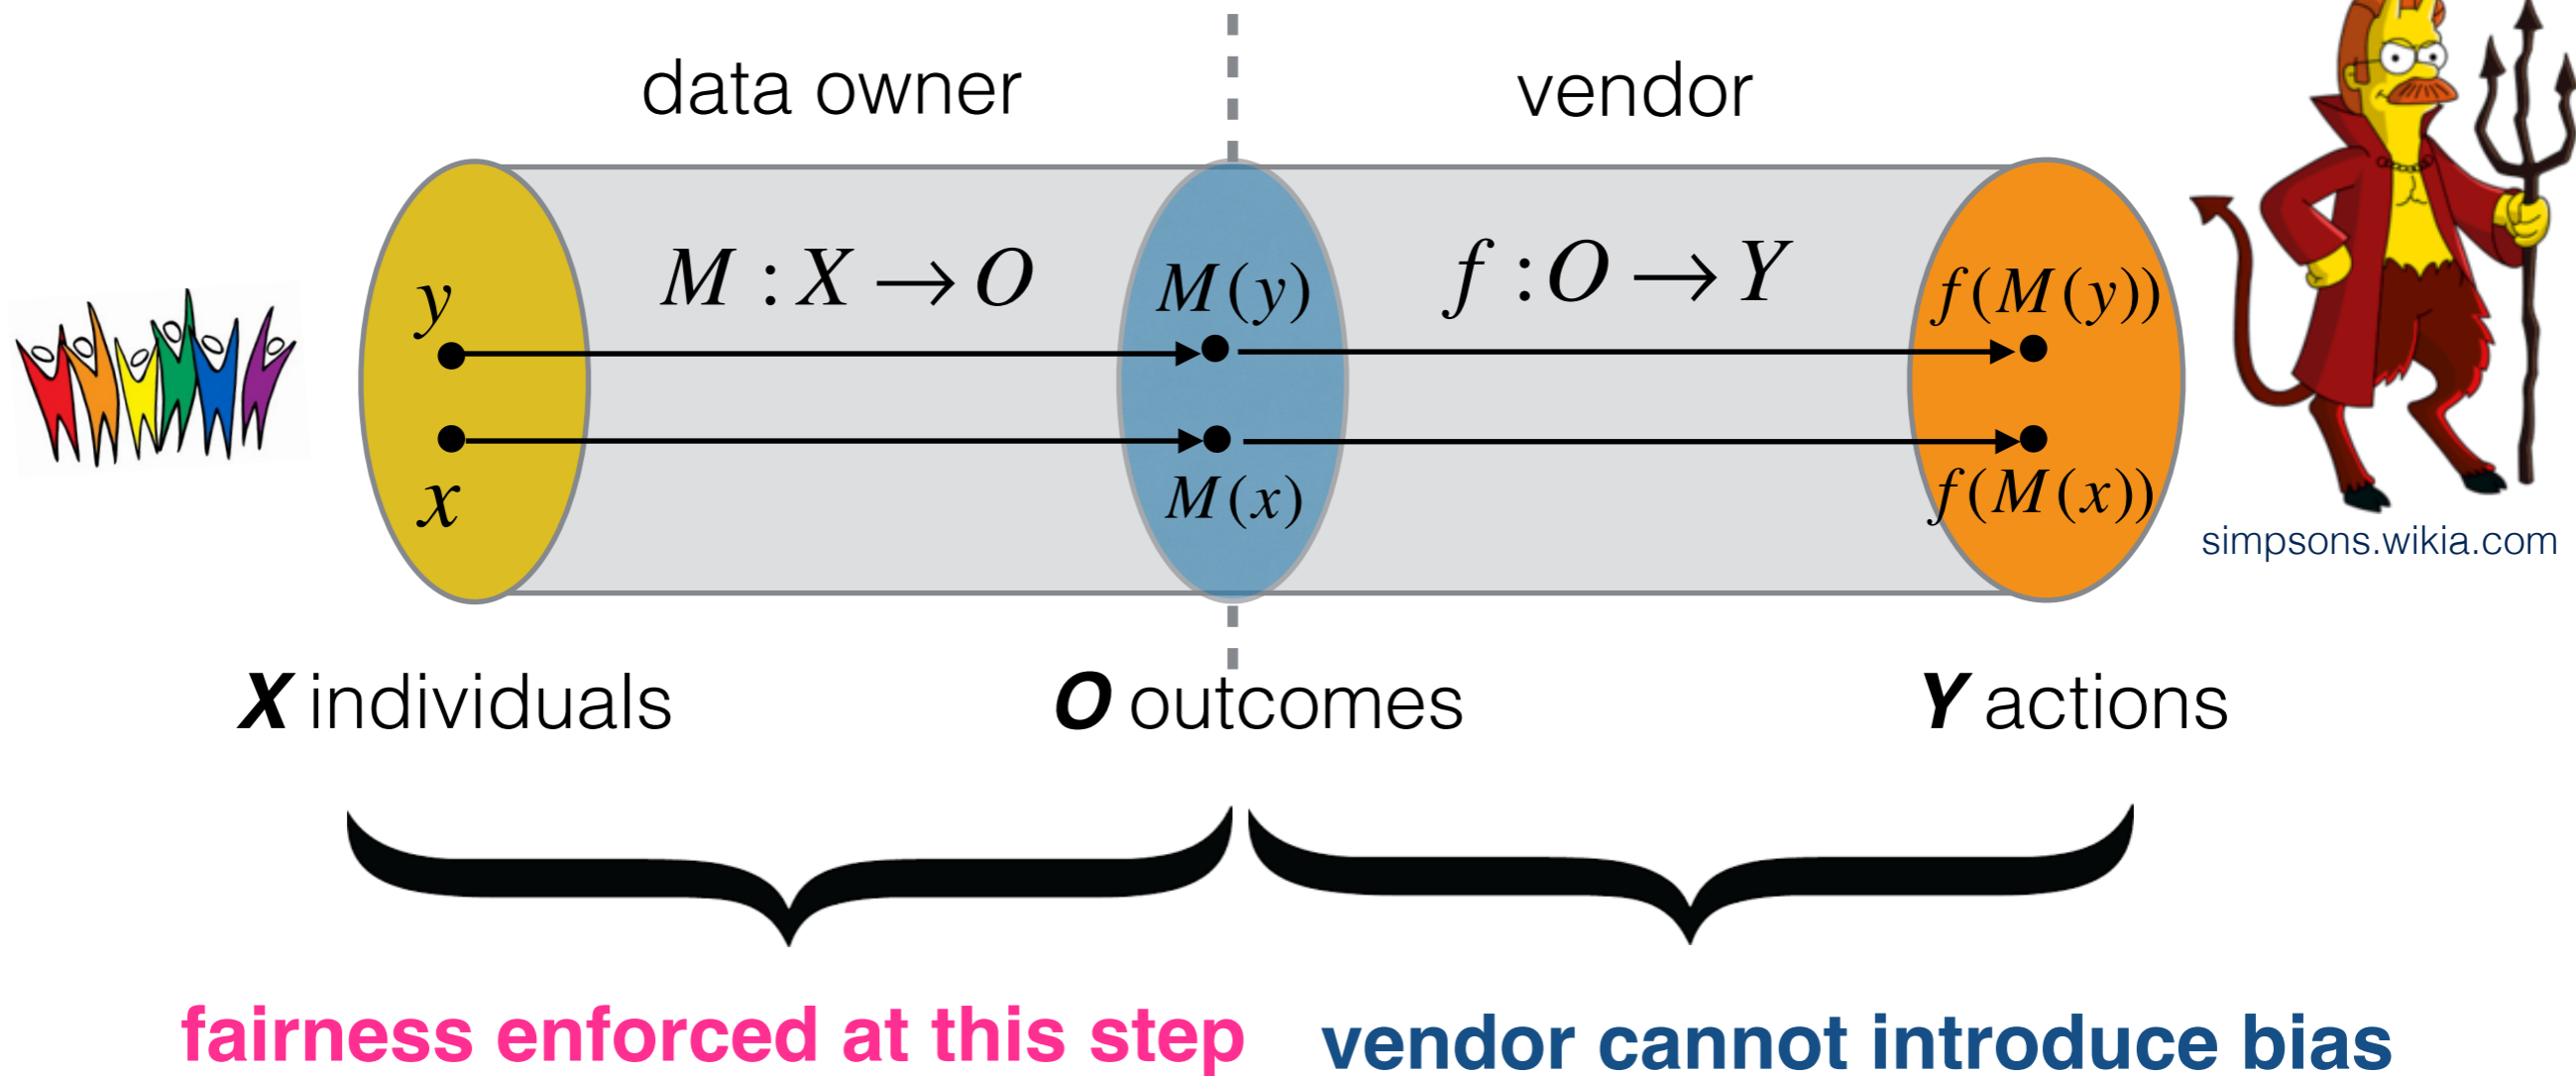 data owner
vendor
M : X → O
f : O → Y
y
M(y)
f(M(y))
x
M(x)
f(M(x))
simpsons.wikia.com
X individuals
O outcomes
Y actions
fairness enforced at this step
vendor cannot introduce bias